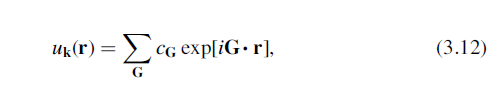 u_k(r) = ∑_G c_G exp[iG · r], (3.12)